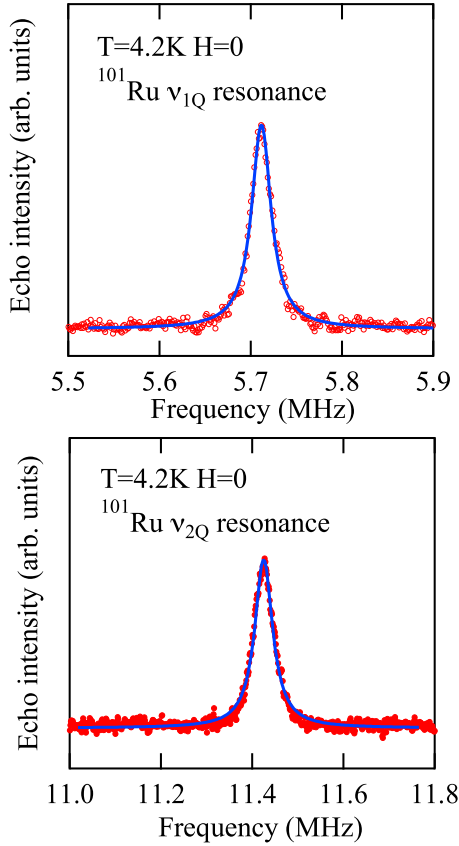 T=4.2K H=0
¹⁰¹Ru ν₁Q resonance
Echo intensity (arb. units)
5.5 5.6 5.7 5.8 5.9
Frequency (MHz)
T=4.2K H=0
¹⁰¹Ru ν₂Q resonance
Echo intensity (arb. units)
11.0 11.2 11.4 11.6 11.8
Frequency (MHz)